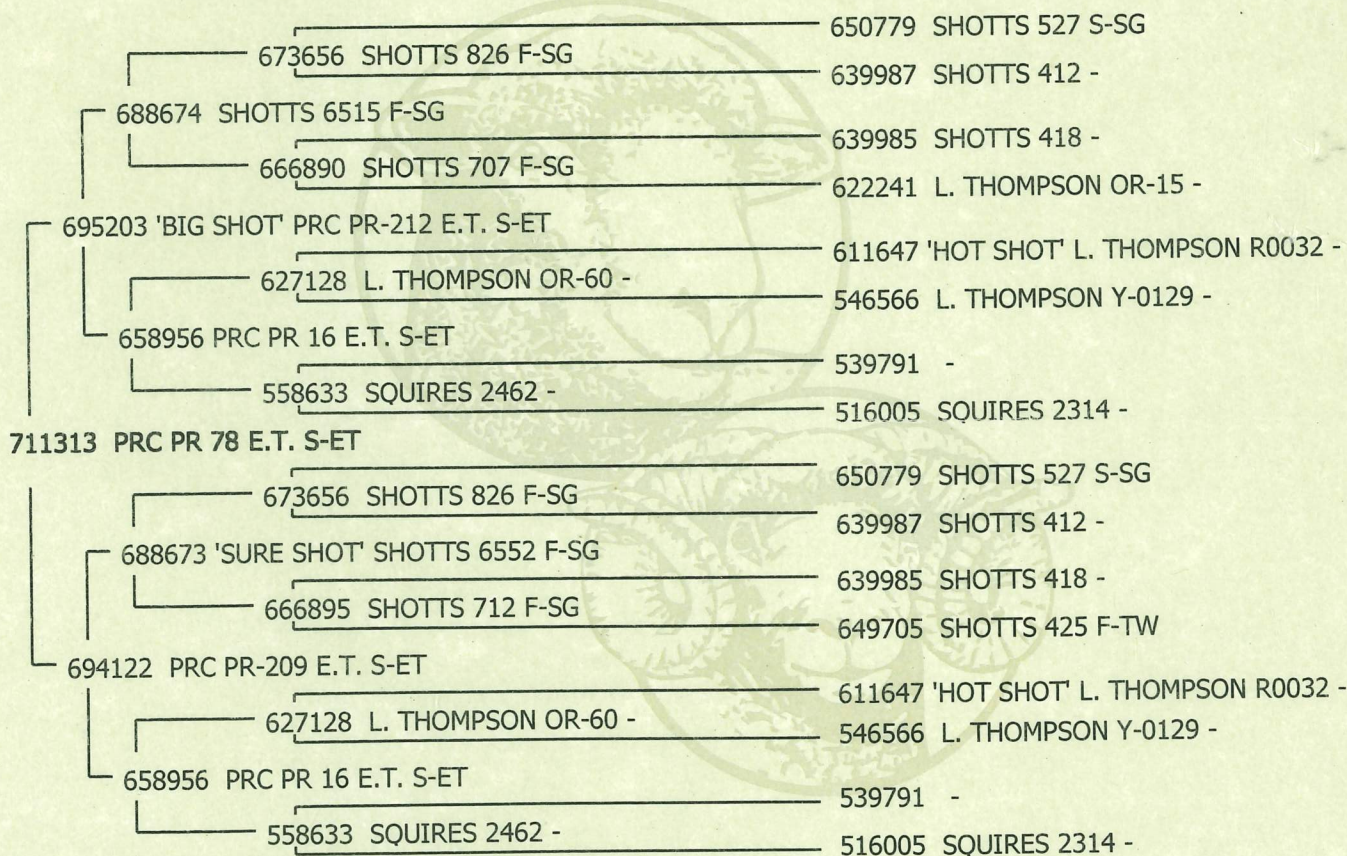 650779 SHOTTS 527 S-SG
673656 SHOTTS 826 F-SG
639987 SHOTTS 412 -
688674 SHOTTS 6515 F-SG
639985 SHOTTS 418 -
666890 SHOTTS 707 F-SG
622241 L. THOMPSON OR-15 -
695203 'BIG SHOT' PRC PR-212 E.T. S-ET
611647 'HOT SHOT' L. THOMPSON R0032 -
627128 L. THOMPSON OR-60 -
546566 L. THOMPSON Y-0129 -
658956 PRC PR 16 E.T. S-ET
539791 -
558633 SQUIRES 2462 -
516005 SQUIRES 2314 -
711313 PRC PR 78 E.T. S-ET
650779 SHOTTS 527 S-SG
673656 SHOTTS 826 F-SG
639987 SHOTTS 412 -
688673 'SURE SHOT' SHOTTS 6552 F-SG
639985 SHOTTS 418 -
666895 SHOTTS 712 F-SG
649705 SHOTTS 425 F-TW
694122 PRC PR-209 E.T. S-ET
611647 'HOT SHOT' L. THOMPSON R0032 -
627128 L. THOMPSON OR-60 -
546566 L. THOMPSON Y-0129 -
658956 PRC PR 16 E.T. S-ET
539791 -
558633 SQUIRES 2462 -
516005 SQUIRES 2314 -